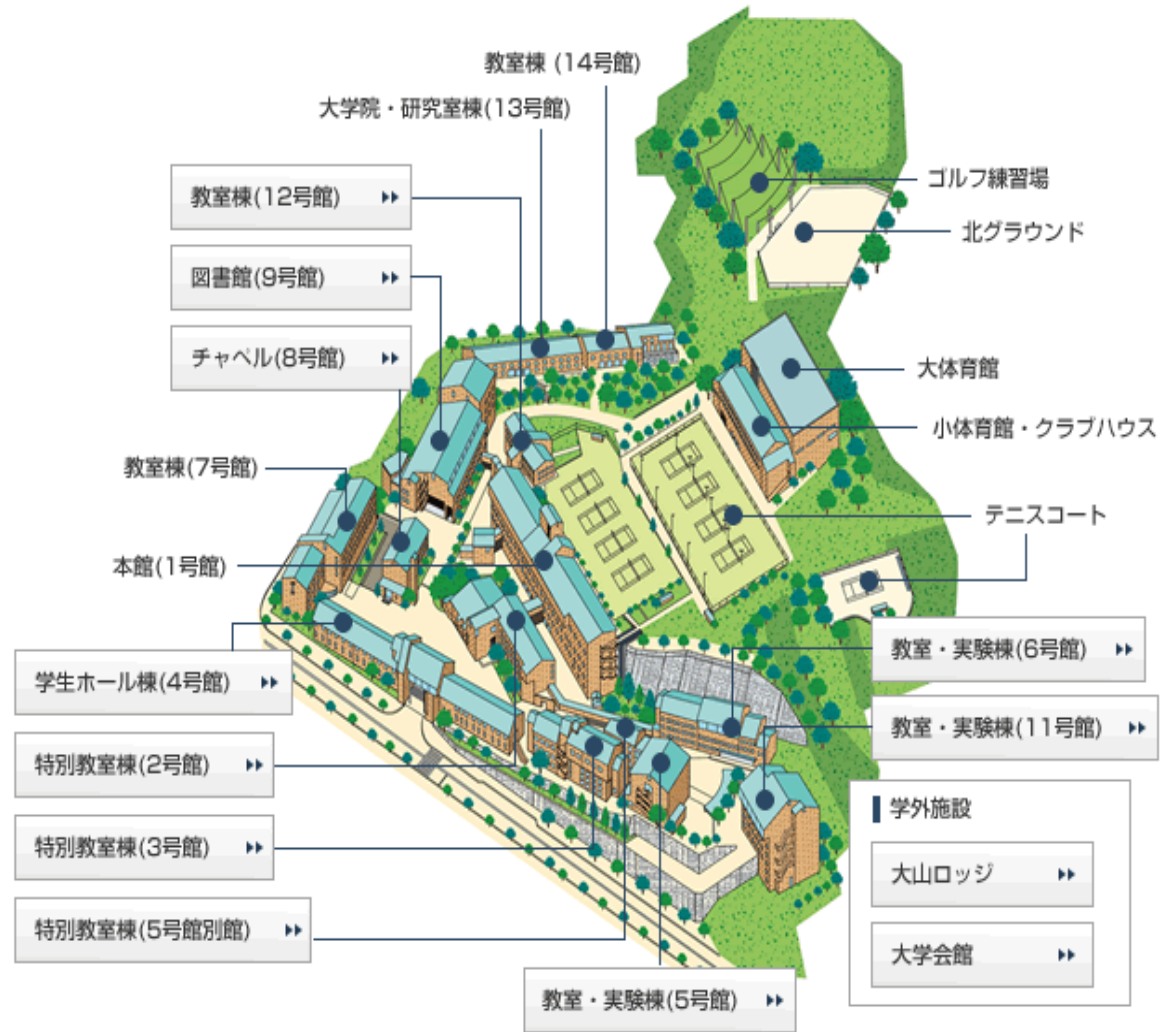 教室棟 (14号館)
大学院・研究室棟(13号館)
教室棟(12号館)
図書館(9号館)
チャペル(8号館)
教室棟(7号館)
本館(1号館)
学生ホール棟(4号館)
特別教室棟(2号館)
特別教室棟(3号館)
特別教室棟(5号館別館)
教室・実験棟(5号館)
ゴルフ練習場
北グラウンド
大体育館
小体育館・クラブハウス
テニスコート
教室・実験棟(6号館)
教室・実験棟(11号館)
学外施設
大山ロッジ
大学会館